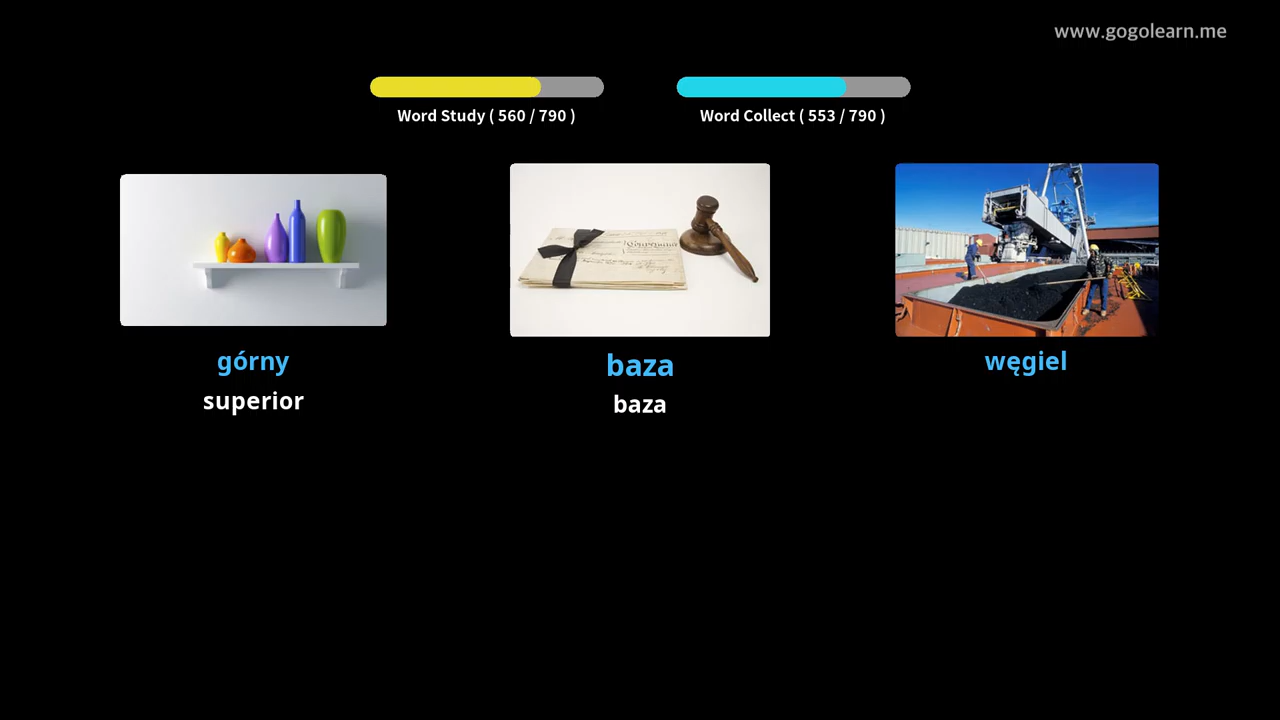 www.gogolearn.me
Word Study ( 560 / 790 )
Word Collect ( 553 / 790 )
górny
superior
baza
baza
węgiel